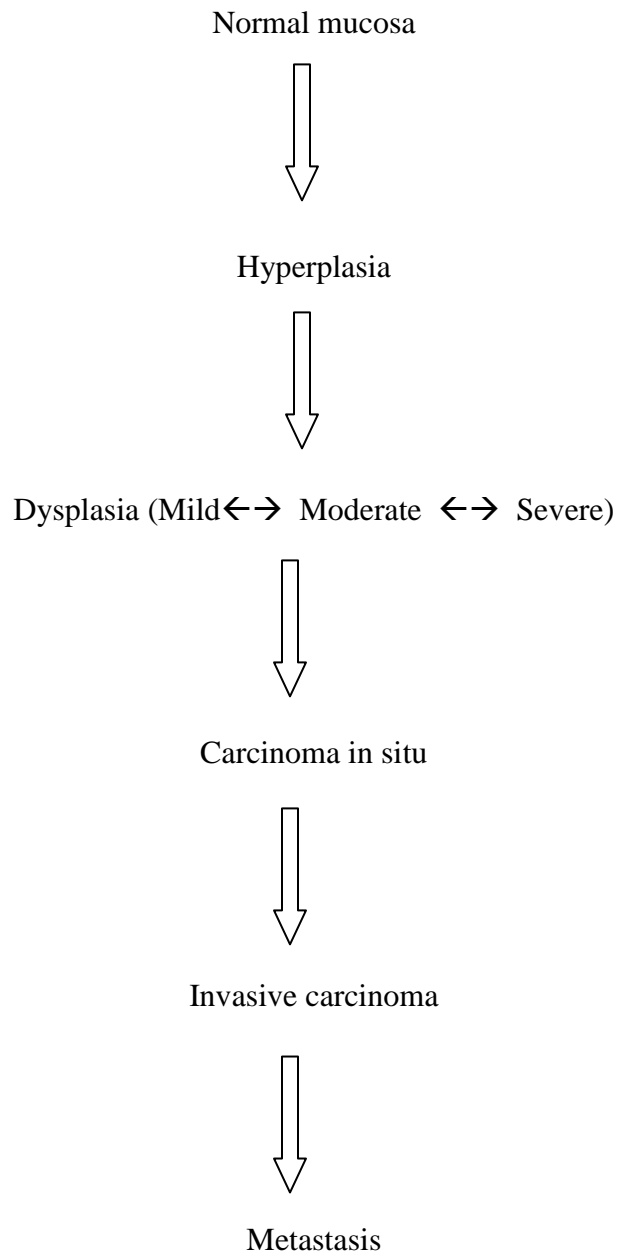 Normal mucosa
Hyperplasia
Dysplasia (Mild←→ Moderate ←→ Severe)
Carcinoma in situ
Invasive carcinoma
Metastasis